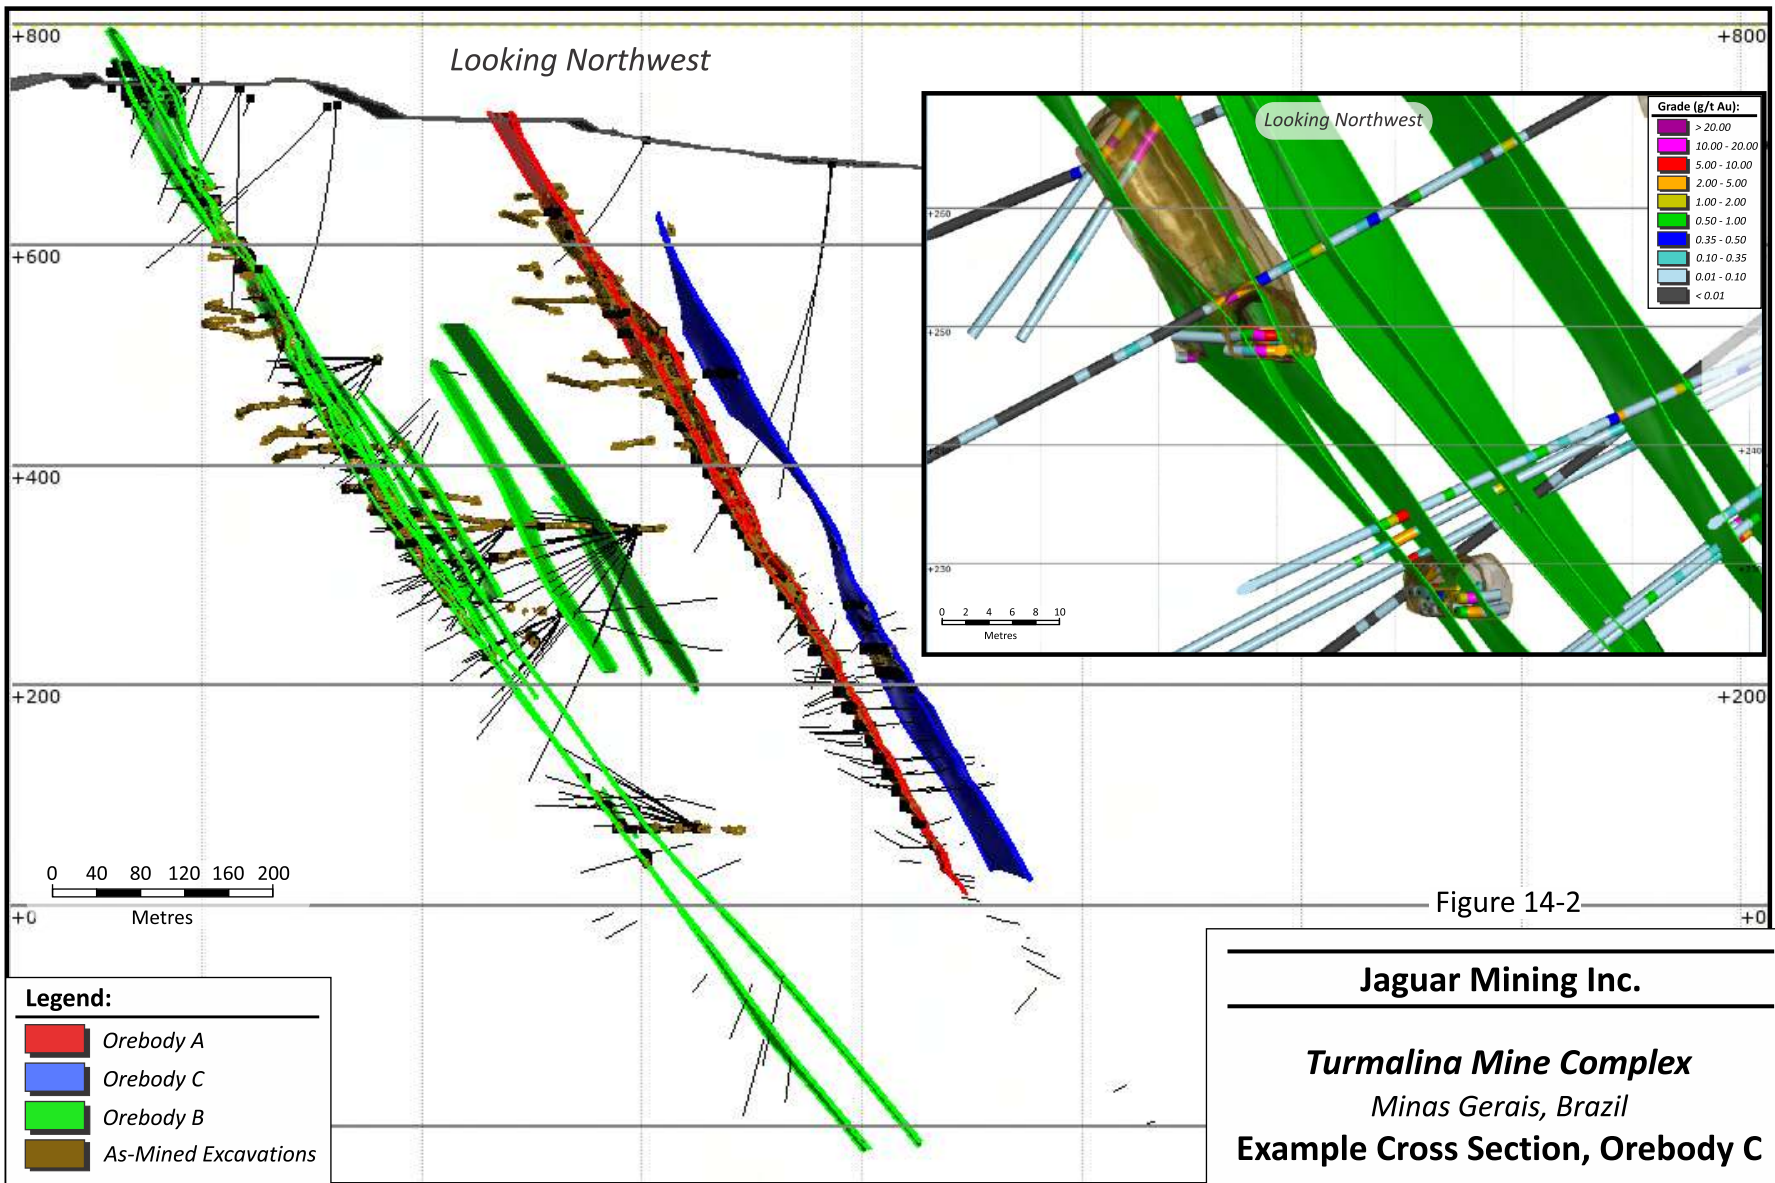 +800
+800
Looking Northwest
Looking Northwest
Grade (g/t Au):
> 20.00
10.00 - 20.00
5.00 - 10.00
2.00 - 5.00
1.00 - 2.00
0.50 - 1.00
0.35 - 0.50
0.10 - 0.35
0.01 - 0.10
< 0.01
+260
+250
+240
+230
0 2 4 6 8 10
Metres
+600
+400
+200
+200
0 40 80 120 160 200
Metres
+0
+0
Figure 14-2
Legend:
Orebody A
Orebody C
Orebody B
As-Mined Excavations
Jaguar Mining Inc.
Turmalina Mine Complex
Minas Gerais, Brazil
Example Cross Section, Orebody C